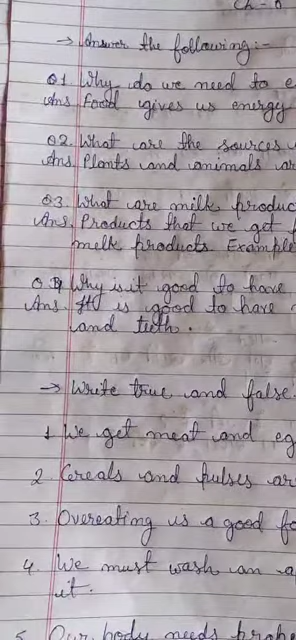 Ch-
→ Answer the following:-
Q1. Why do we need to e
Ans Food gives us energy
Q2. What are the sources
Ans. Plants and animals ar
Q3. What are milk produc
Ans. Products that we get f
melk products. Example
Q4 Why is it good to have
Ans. It is good to have
and teeth.
→ Write true and false.
1 We get meat and eg
2. Cereals and pulses ar
3. Overeating is a good fo
4. We must wash an a
it.
5. Our body needs prot